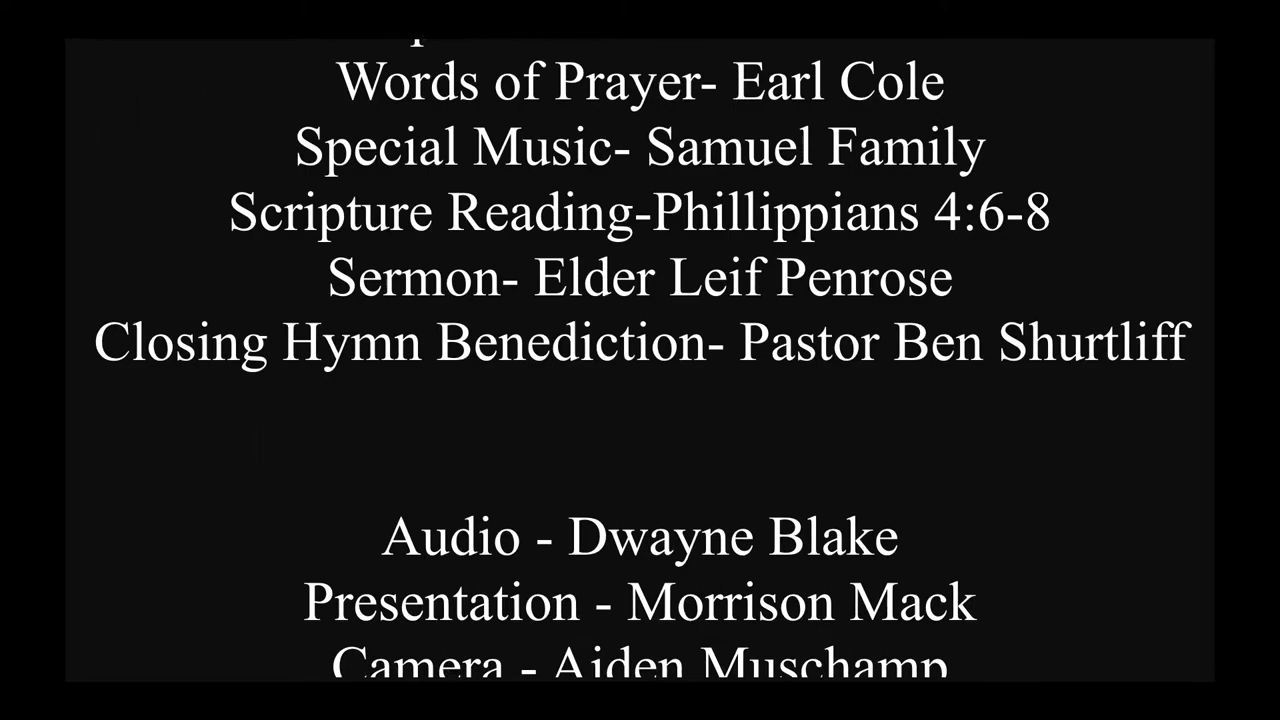 Words of Prayer- Earl Cole
Special Music- Samuel Family
Scripture Reading-Phillippians 4:6-8
Sermon- Elder Leif Penrose
Closing Hymn Benediction- Pastor Ben Shurtliff
Audio - Dwayne Blake
Presentation - Morrison Mack
Camera - Aiden Muschamp